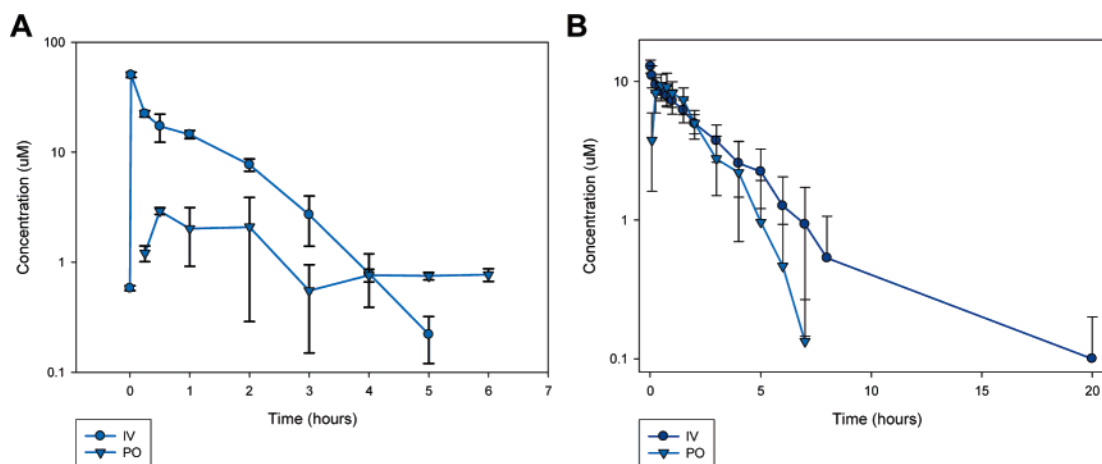 A
Concentration (uM)
100
10
1
0.1
0 1 2 3 4 5 6 7
Time (hours)
IV
PO
B
Concentration (uM)
10
1
0.1
0 5 10 15 20
Time (hours)
IV
PO